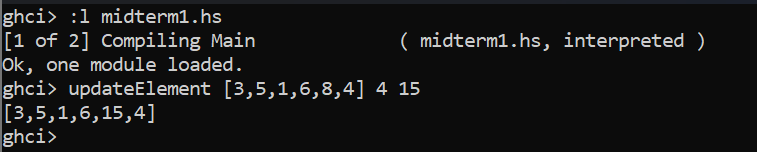 ghci> :l midterm1.hs
[1 of 2] Compiling Main             ( midterm1.hs, interpreted )
Ok, one module loaded.
ghci> updateElement [3,5,1,6,8,4] 4 15
[3,5,1,6,15,4]
ghci>